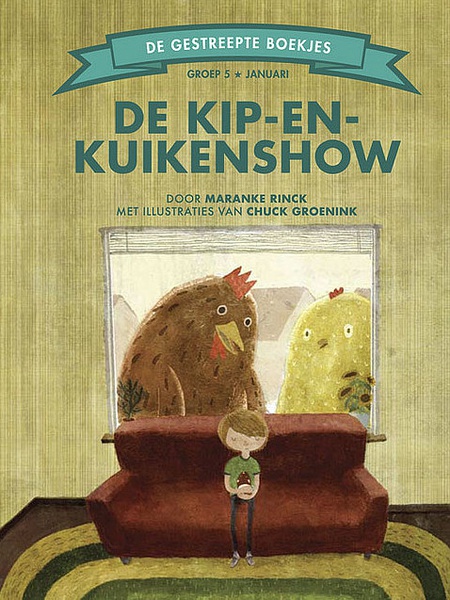 DE GESTREEPTE BOEKJES
GROEP 5 ★ JANUARI
DE KIP-EN-
KUIKENSHOW
DOOR MARANKE RINCK
MET ILLUSTRATIES VAN CHUCK GROENINK